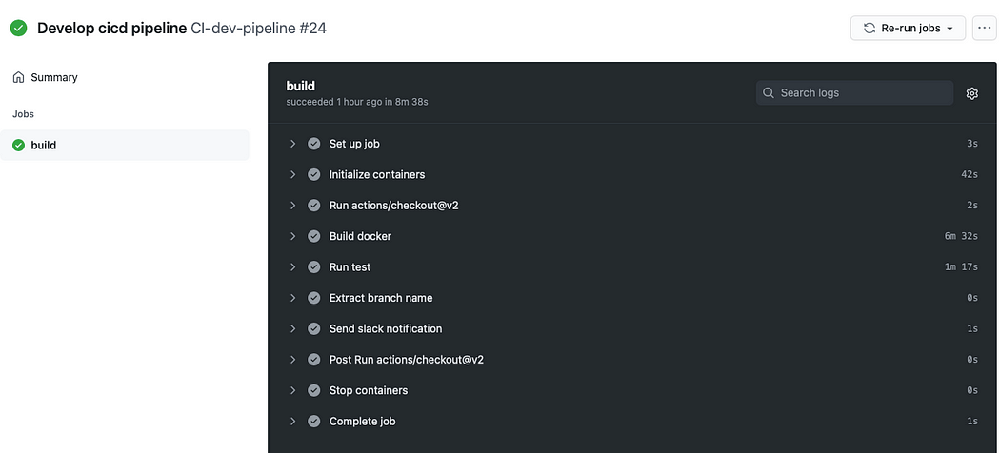 Develop cicd pipeline CI-dev-pipeline #24
Re-run jobs
Summary
Jobs
build
build
succeeded 1 hour ago in 8m 38s
Search logs
Set up job 3s
Initialize containers 42s
Run actions/checkout@v2 2s
Build docker 6m 32s
Run test 1m 17s
Extract branch name 0s
Send slack notification 1s
Post Run actions/checkout@v2 0s
Stop containers 0s
Complete job 1s